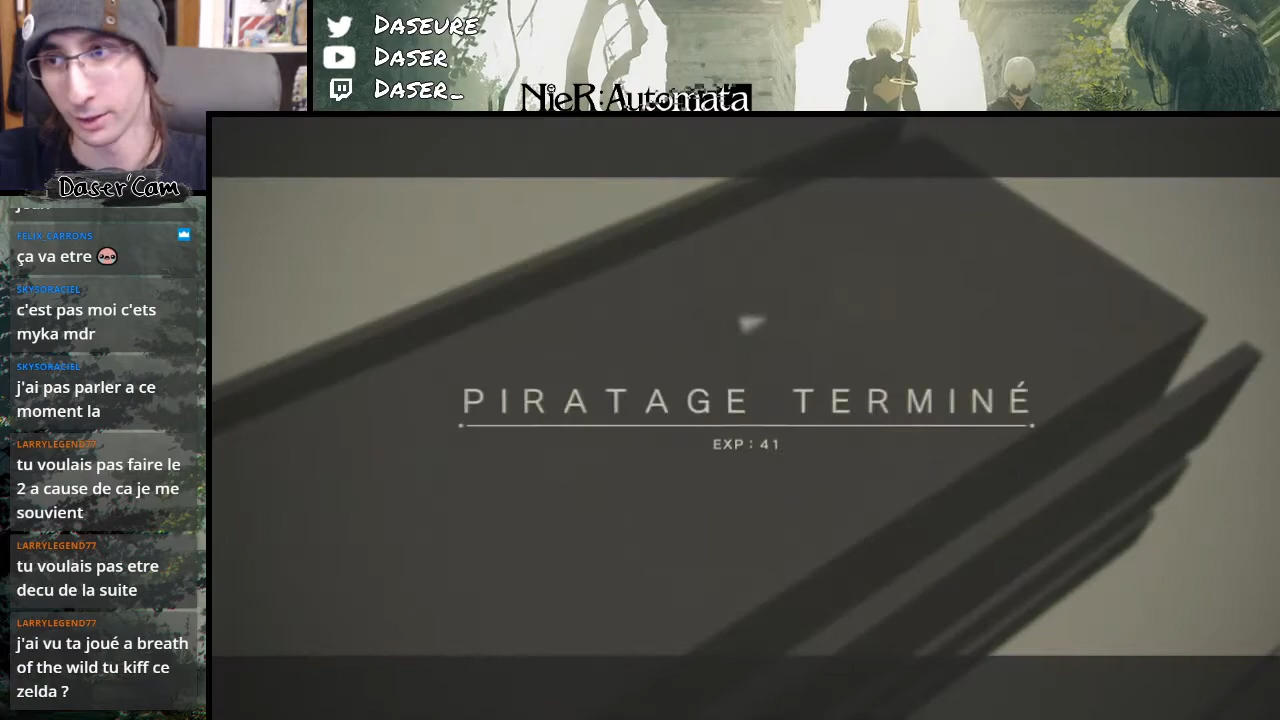 Daseure
Daser
Daser_
NieR:Automata
Daser'Cam
FELIX_CARRONS
ça va etre
SKYSORACIEL
c'est pas moi c'ets
myka mdr
SKYSORACIEL
j'ai pas parler a ce
moment la
LARRYLEGEND77
tu voulais pas faire le
2 a cause de ca je me
souvient
LARRYLEGEND77
tu voulais pas etre
decu de la suite
LARRYLEGEND77
j'ai vu ta joué a breath
of the wild tu kiff ce
zelda ?
PIRATAGE TERMINÉ
EXP : 41